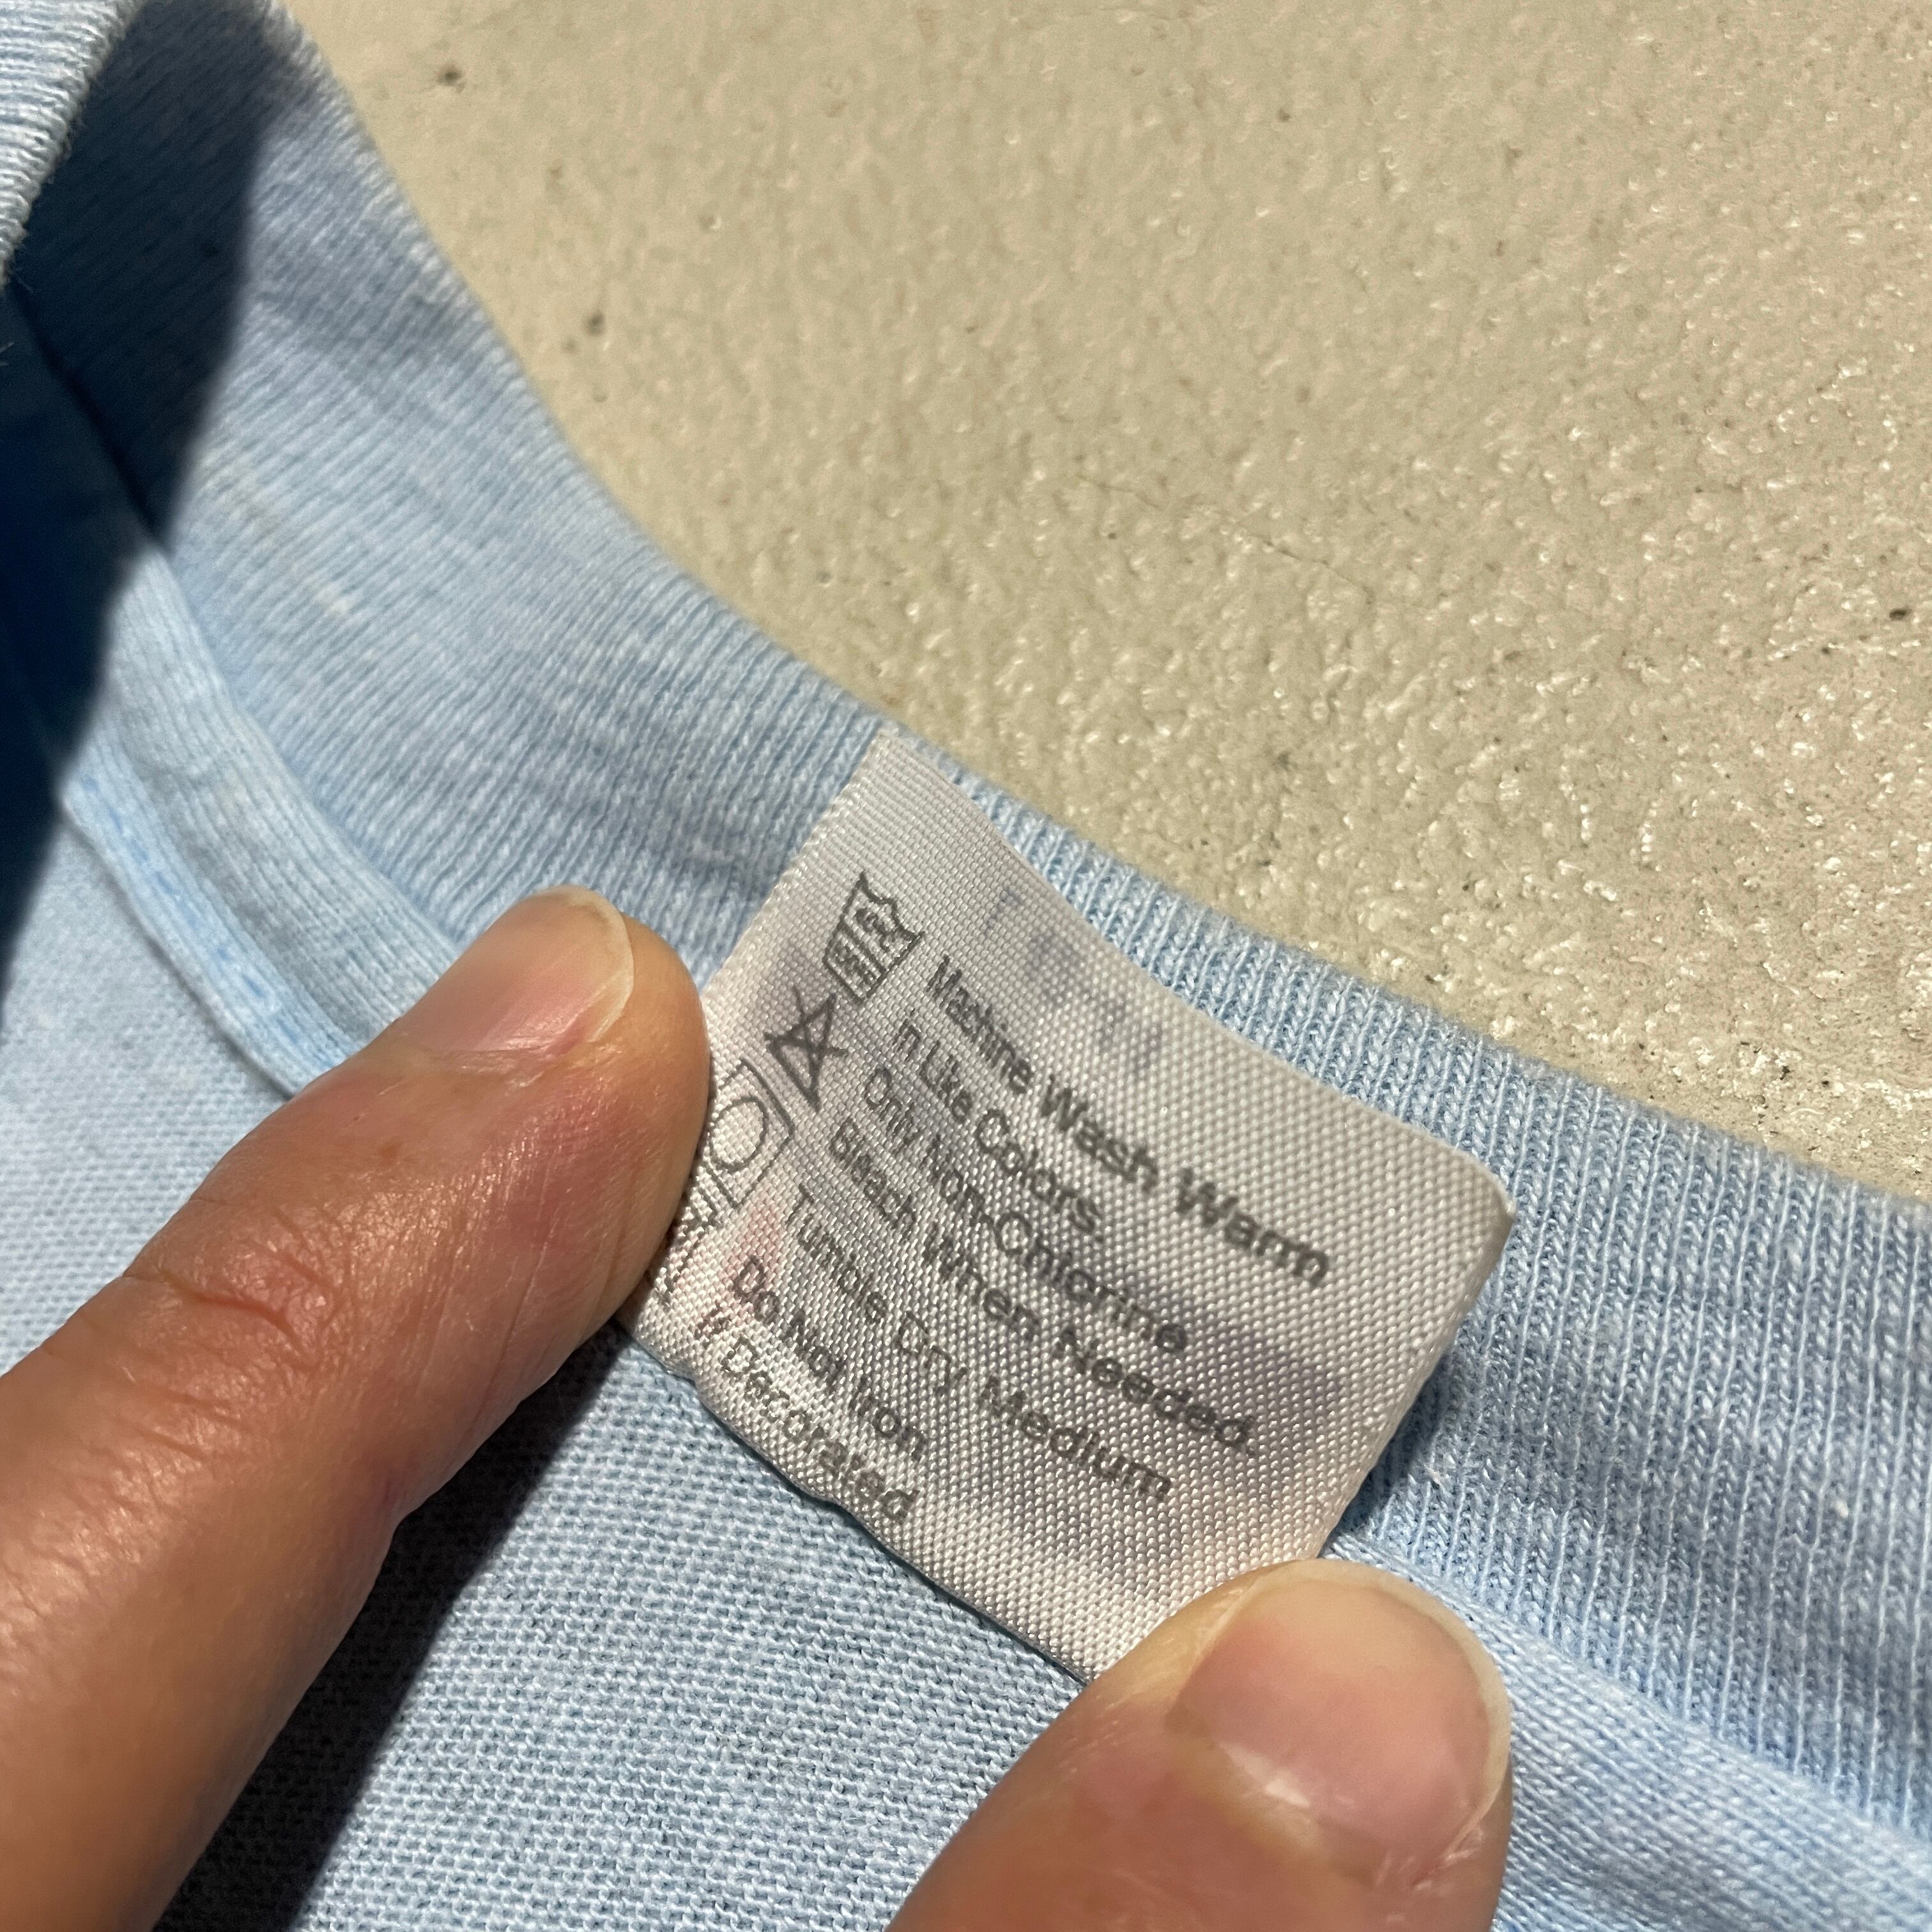 Machine Wash Warm
in Like Colors
Only Non-Chlorine
Bleach When Needed.
Tumble Dry Medium
Do Not Iron
If Decorated